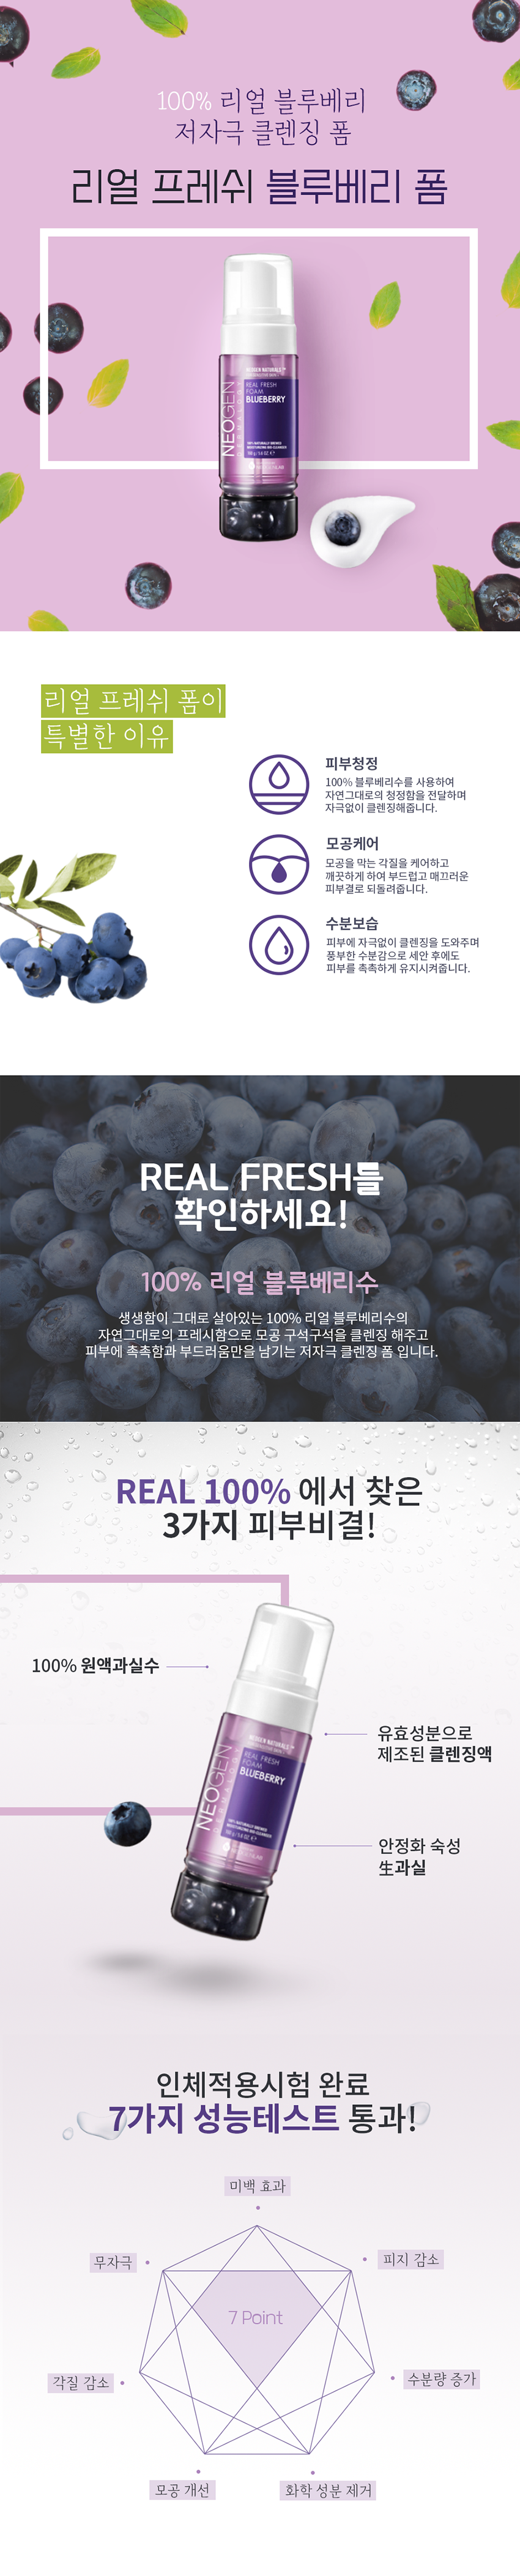 100% 리얼 블루베리
저자극 클렌징 폼
리얼 프레쉬 블루베리 폼
NEOGEN
DERMALOGY
NEOGEN NATURALS™
REAL FRESH
FOAM
BLUEBERRY
100% NATURALLY BREWED
리얼 프레쉬 폼이
특별한 이유
피부청정
100% 블루베리수를 사용하여
자연그대로의 청정함을 전달하며
자극없이 클렌징해줍니다.
모공케어
모공을 막는 각질을 케어하고
깨끗하게 하여 부드럽고 매끄러운
피부결로 되돌려줍니다.
수분보습
피부에 자극없이 클렌징을 도와주며
풍부한 수분감으로 세안 후에도
피부를 촉촉하게 유지시켜줍니다.
REAL FRESH를
확인하세요!
100% 리얼 블루베리수
생생함이 그대로 살아있는 100% 리얼 블루베리수의
자연그대로의 프레시함으로 모공 구석구석을 클렌징 해주고
피부에 촉촉함과 부드러움만을 남기는 저자극 클렌징 폼 입니다.
REAL 100% 에서 찾은
3가지 피부비결!
100% 원액과실수
NEOGEN
NEOGEN NATURALS™
REAL FRESH
FOAM
BLUEBERRY
100% NATURALLY BREWED
유효성분으로
제조된 클렌징액
안정화 숙성
生과실
인체적용시험 완료
7가지 성능테스트 통과!
미백 효과
무자극
피지 감소
7 Point
각질 감소
수분량 증가
모공 개선
화학 성분 제거